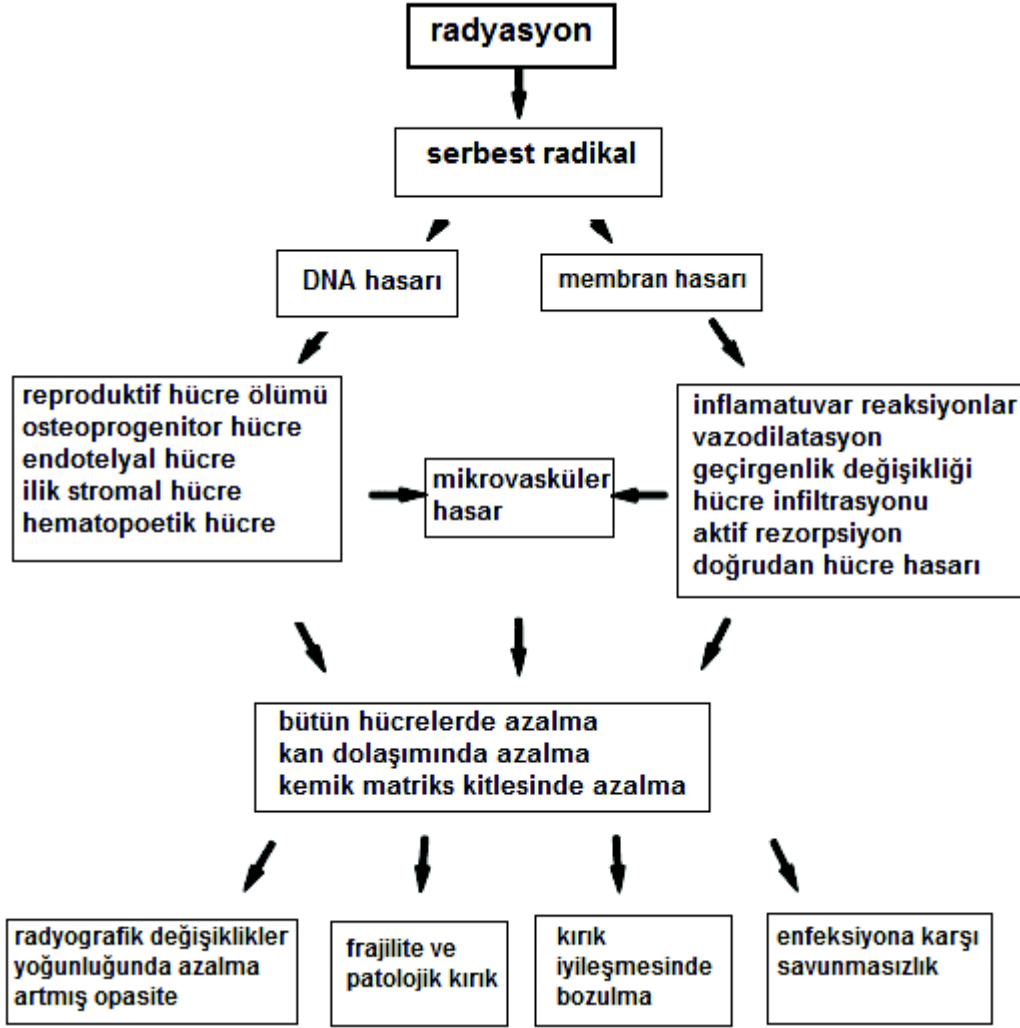 radyasyon
serbest radikal
DNA hasarı
membran hasarı
reproduktif hücre ölümü
osteoprogenitor hücre
endotelyal hücre
ilik stromal hücre
hematopoetik hücre
mikrovasküler
hasar
inflamatuvar reaksiyonlar
vazodilatasyon
geçirgenlik değişikliği
hücre infiltrasyonu
aktif rezorpsiyon
doğrudan hücre hasarı
bütün hücrelerde azalma
kan dolaşımında azalma
kemik matriks kitlesinde azalma
radyografik değişiklikler
yoğunluğunda azalma
artmış opasite
frajilite ve
patolojik kırık
kırık
iyileşmesinde
bozulma
enfeksiyona karşı
savunmasızlık